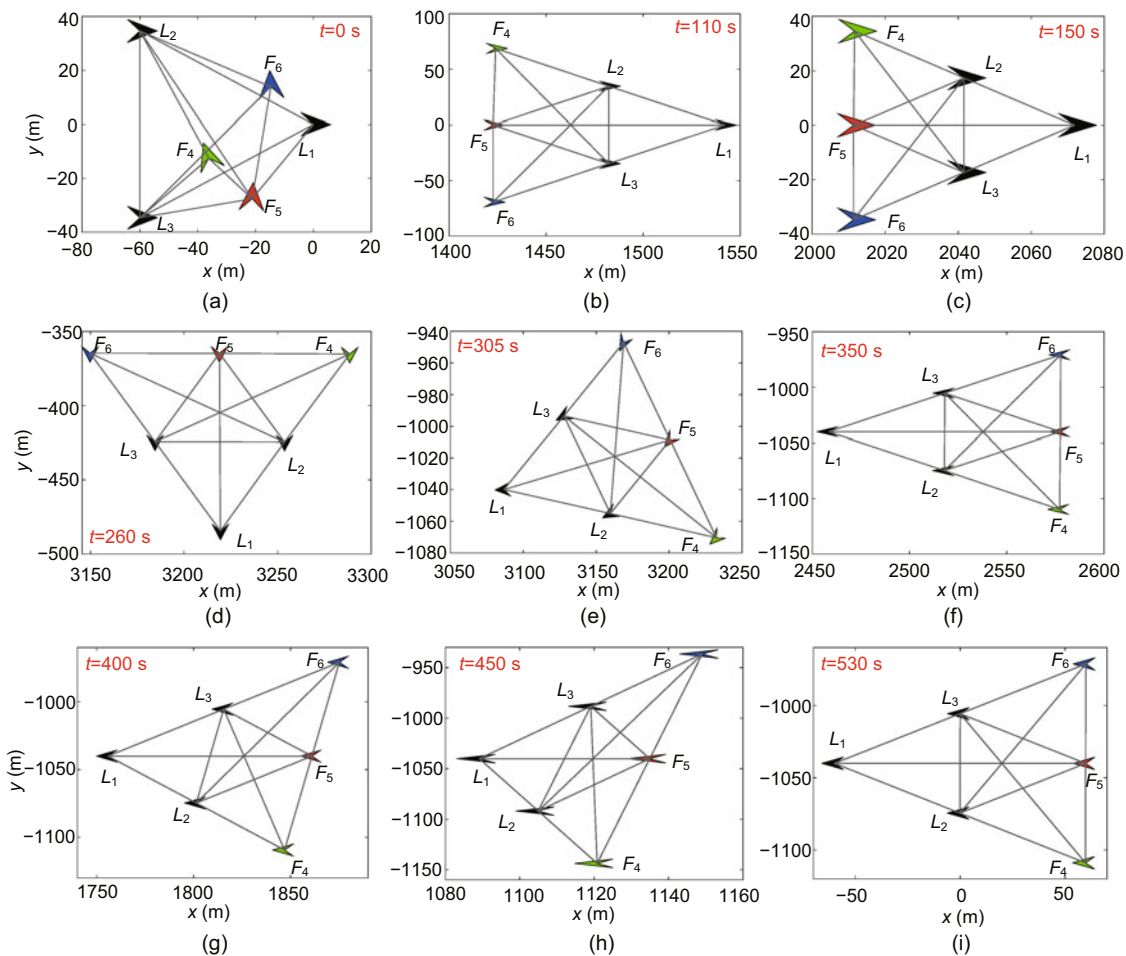 40
20
0
−20
−40
y (m)
−80
−60
−40
−20
0
20
x (m)
t=0 s
L2
F6
L1
F4
F5
L3
(a)
100
50
0
−50
−100
1400
1450
1500
1550
x (m)
t=110 s
F4
L2
F5
L1
L3
F6
(b)
40
20
0
−20
−40
2000
2020
2040
2060
2080
x (m)
t=150 s
F4
L2
F5
L1
L3
F6
(c)
−350
−400
−450
−500
y (m)
3150
3200
3250
3300
x (m)
F6
F5
F4
L3
L2
L1
t=260 s
(d)
−940
−960
−980
−1000
−1020
−1040
−1060
−1080
3050
3100
3150
3200
3250
x (m)
t=305 s
F6
L3
F5
L1
L2
F4
(e)
−950
−1000
−1050
−1100
−1150
2450
2500
2550
2600
x (m)
t=350 s
F6
L3
L1
F5
L2
F4
(f)
−1000
−1050
−1100
y (m)
1750
1800
1850
x (m)
t=400 s
F6
L3
L1
F5
L2
F4
(g)
−950
−1000
−1050
−1100
−1150
1080
1100
1120
1140
1160
x (m)
t=450 s
F6
L3
L1
F5
L2
F4
(h)
−1000
−1050
−1100
−50
0
50
x (m)
t=530 s
F6
L3
L1
F5
L2
F4
(i)